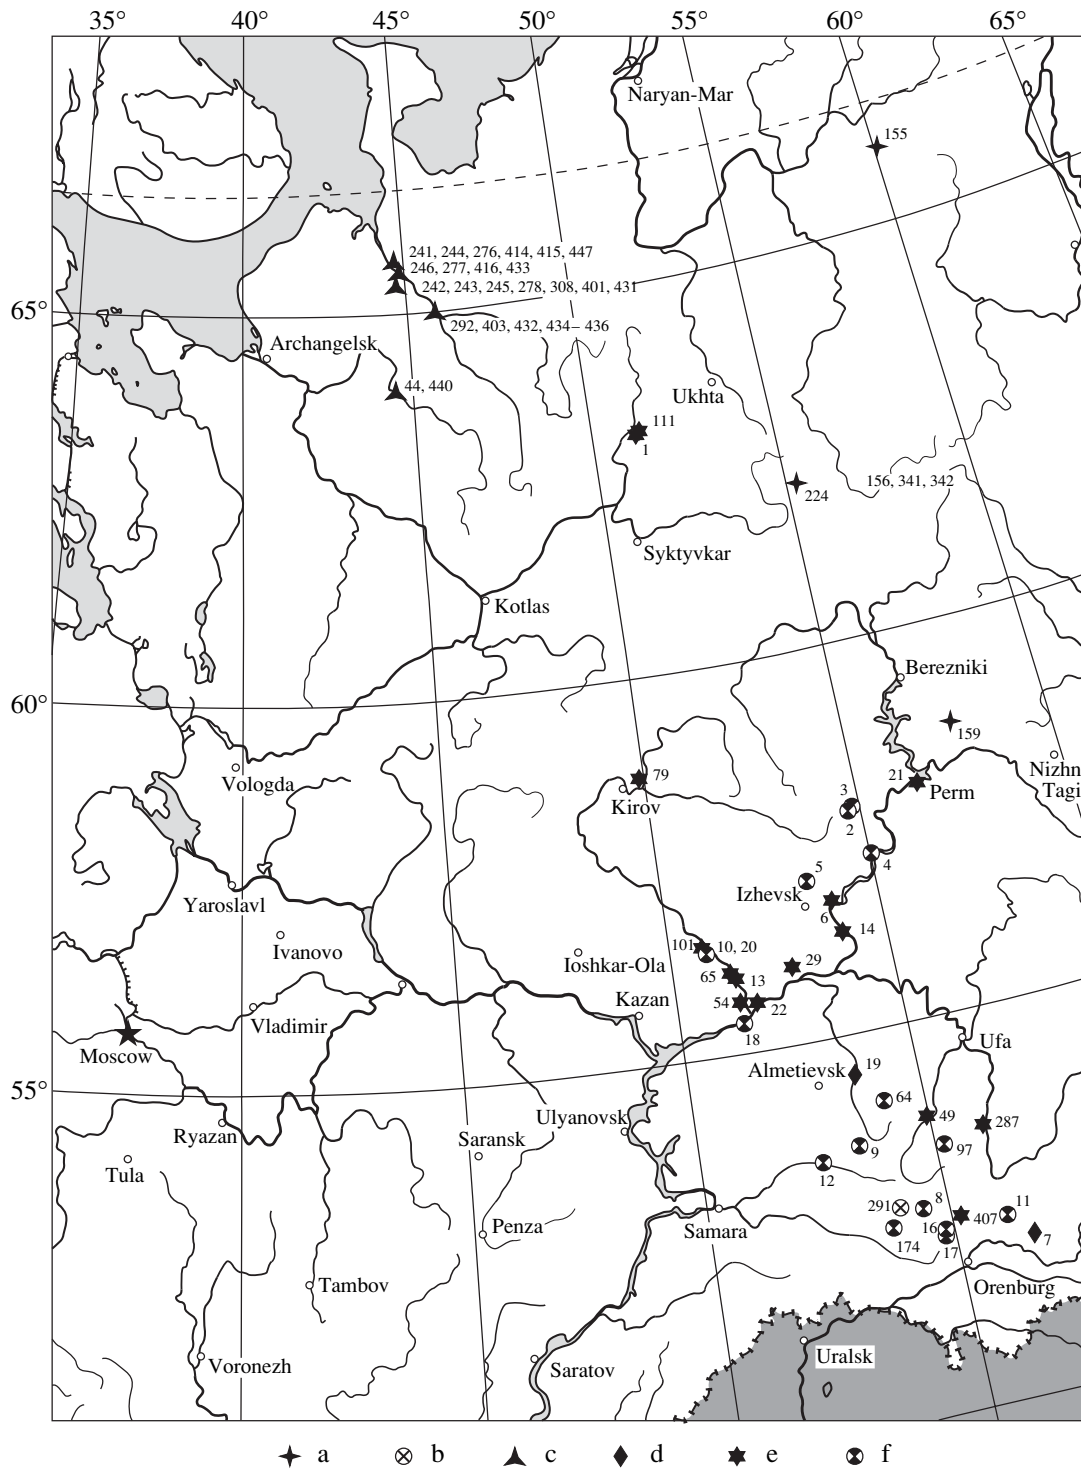 35° 40° 45° 50° 55° 60° 65°
Naryan-Mar
155
241, 244, 276, 414, 415, 447
246, 277, 416, 433
242, 243, 245, 278, 308, 401, 431
65°
292, 403, 432, 434–436
Archangelsk
44, 440
Ukhta
111
1
156, 341, 342
224
Syktyvkar
Kotlas
Berezniki
60°
159
Vologda
79
21
Nizhn
Kirov
3
Perm
Tagi
2
4
5
Izhevsk
Yaroslavl
6
14
Ivanovo
101
10, 20
Ioshkar-Ola
29
65
13
Kazan
54
22
Vladimir
18
Ufa
Moscow
Almetievsk
19
55°
64
Ulyanovsk
49
287
Ryazan
Saransk
97
9
Tula
12
291
8
11
Penza
Samara
16
407
7
174
17
Tambov
Orenburg
Voronezh
Saratov
Uralsk
a b c d e f